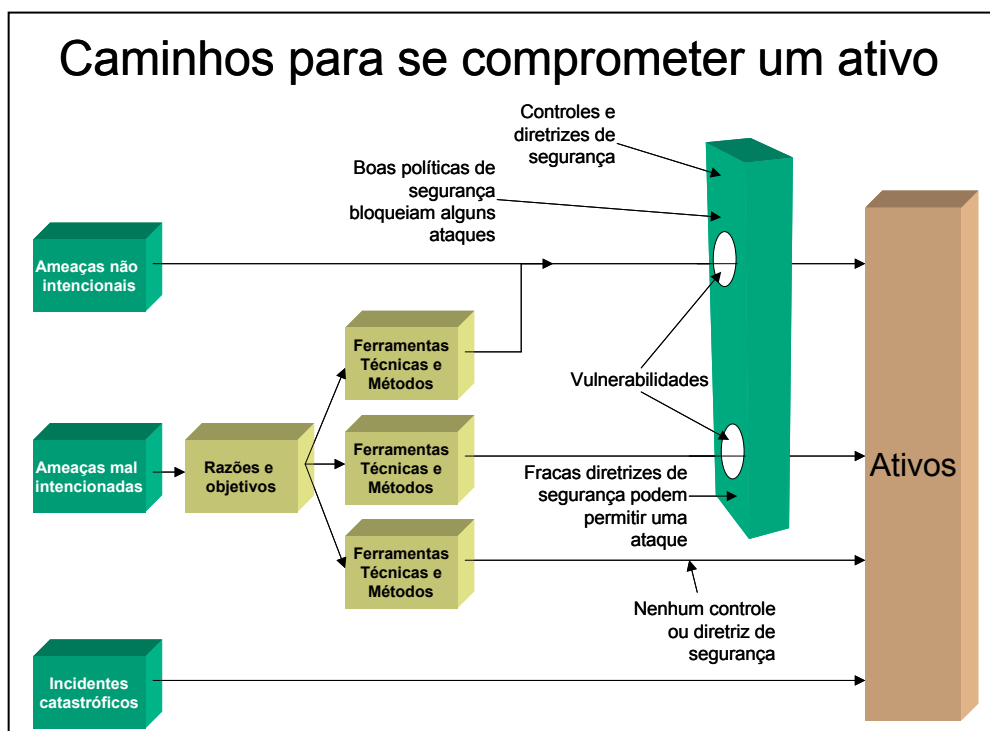 Caminhos para se comprometer um ativo
Controles e
diretrizes de
segurança
Boas políticas de
segurança
bloqueiam alguns
ataques
Ameaças não
intencionais
Ferramentas
Técnicas e
Métodos
Vulnerabilidades
Ameaças mal
intencionadas
Razões e
objetivos
Ferramentas
Técnicas e
Métodos
Fracas diretrizes de
segurança podem
permitir uma
ataque
Ativos
Ferramentas
Técnicas e
Métodos
Nenhum controle
ou diretriz de
segurança
Incidentes
catastróficos